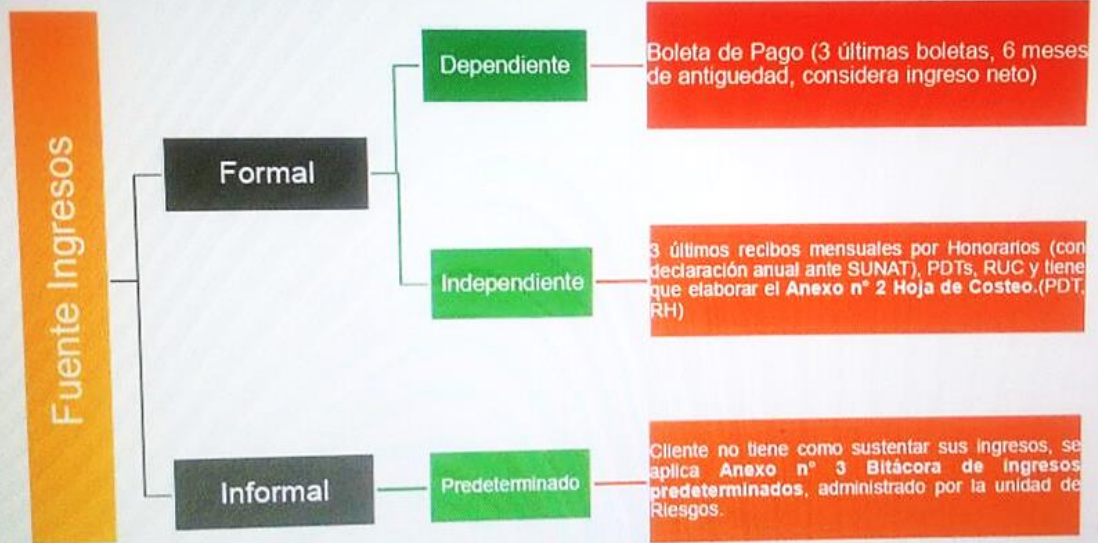 Fuente Ingresos
Formal
Dependiente
Boleta de Pago (3 últimas boletas, 6 meses
de antiguedad, considera ingreso neto)
Independiente
3 últimos recibos mensuales por Honorarios (con
declaración anual ante SUNAT), PDTs, RUC y tiene
que elaborar el Anexo n° 2 Hoja de Costeo.(PDT,
RH)
Informal
Predeterminado
Cliente no tiene como sustentar sus ingresos, se
aplica Anexo n° 3 Bitácora de ingresos
predeterminados, administrado por la unidad de
Riesgos.